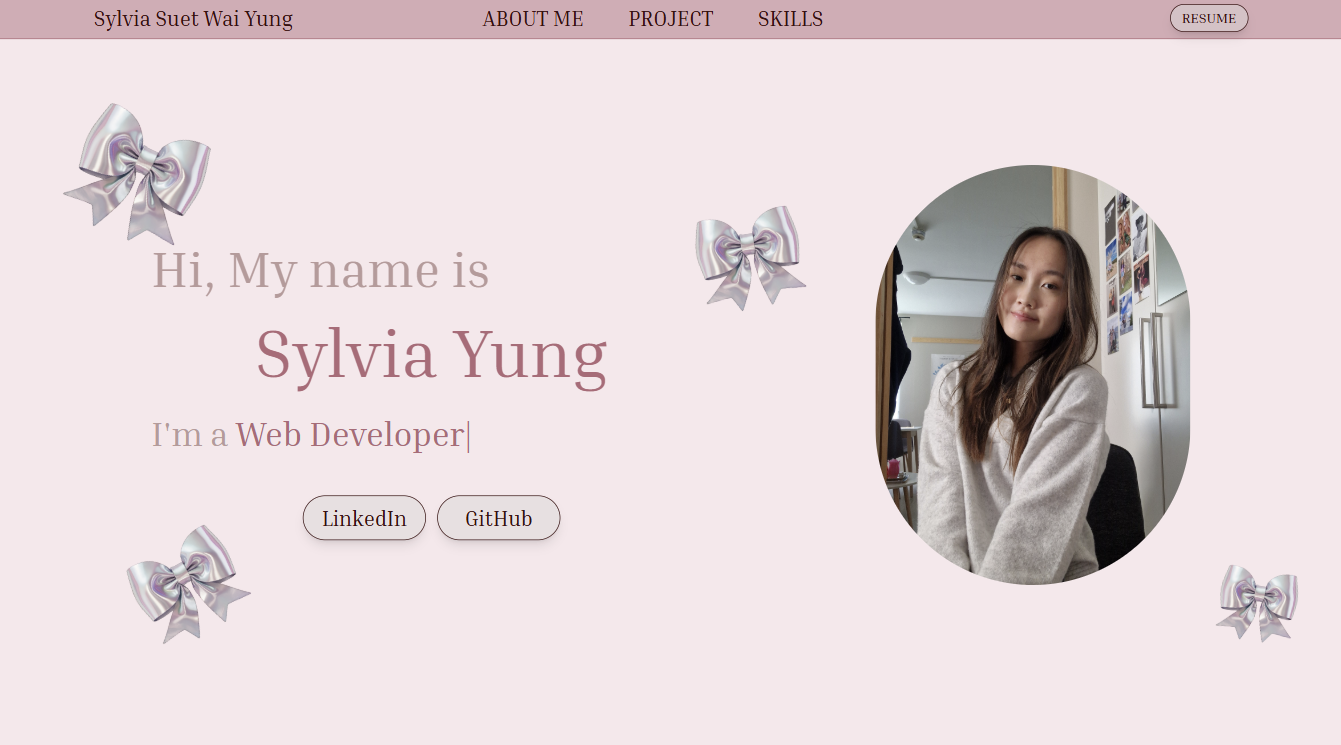 Sylvia Suet Wai Yung
ABOUT ME
PROJECT
SKILLS
RESUME
Hi, My name is
Sylvia Yung
I'm a Web Developer|
LinkedIn
GitHub